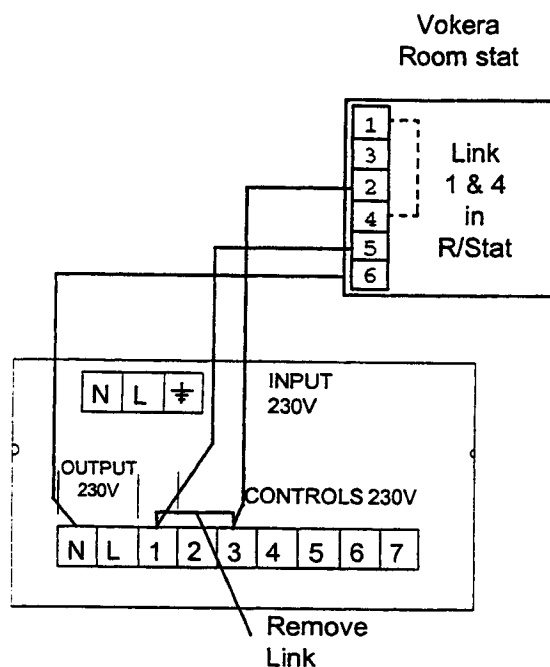 Vokera
Room stat
1
3
2
4
5
6
Link
1 & 4
in
R/Stat
N L
INPUT
230V
OUTPUT
230V
CONTROLS 230V
N L 1 2 3 4 5 6 7
Remove
Link